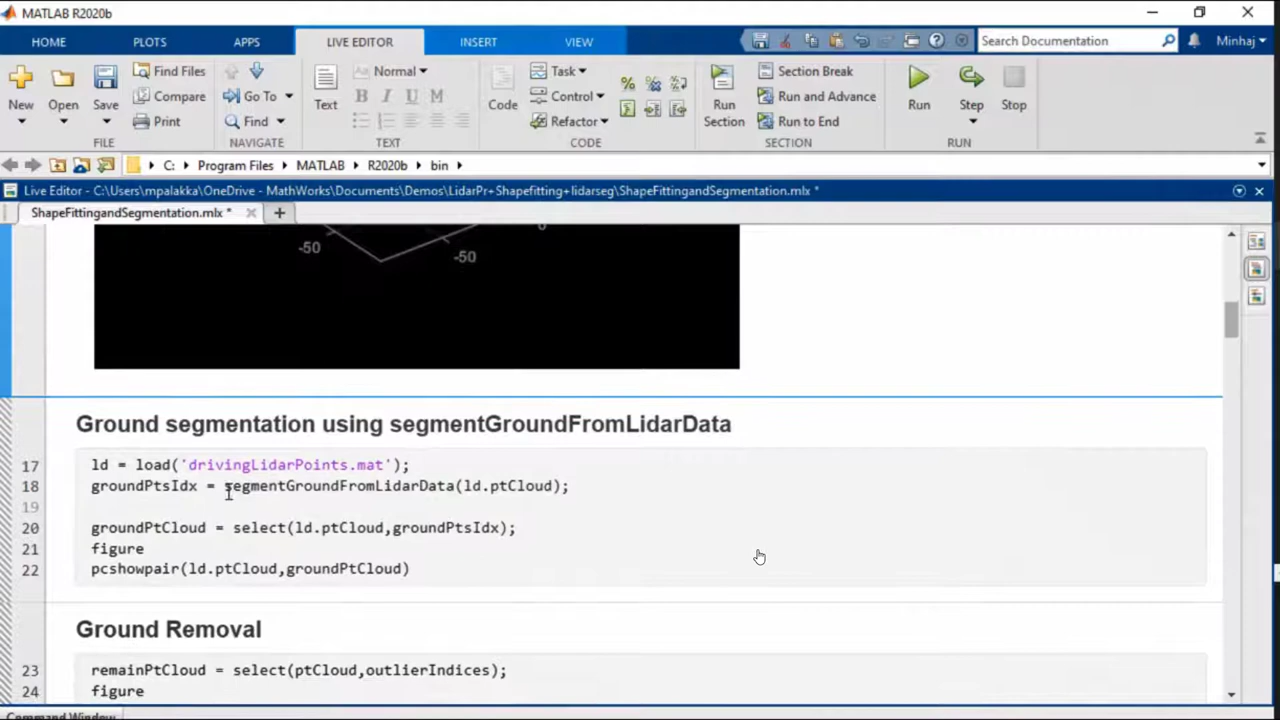 MATLAB R2020b
HOME PLOTS APPS LIVE EDITOR INSERT VIEW Search Documentation Minhaj
New Open Save Find Files Compare Print Go To Find Text Normal B I U M Code Task Control Refactor Run Section Section Break Run and Advance Run to End Run Step Stop
FILE NAVIGATE TEXT CODE SECTION RUN
C: Program Files MATLAB R2020b bin
Live Editor - C:\Users\mpalakka\OneDrive - MathWorks\Documents\Demos\LidarPr+Shapefitting+lidarseg\ShapeFittingandSegmentation.mlx *
ShapeFittingandSegmentation.mlx * +
-50 -50 0
Ground segmentation using segmentGroundFromLidarData
17 ld = load('drivingLidarPoints.mat');
18 groundPtsIdx = segmentGroundFromLidarData(ld.ptCloud);
19
20 groundPtCloud = select(ld.ptCloud,groundPtsIdx);
21 figure
22 pcshowpair(ld.ptCloud,groundPtCloud)
Ground Removal
23 remainPtCloud = select(ptCloud,outlierIndices);
24 figure
Command Window